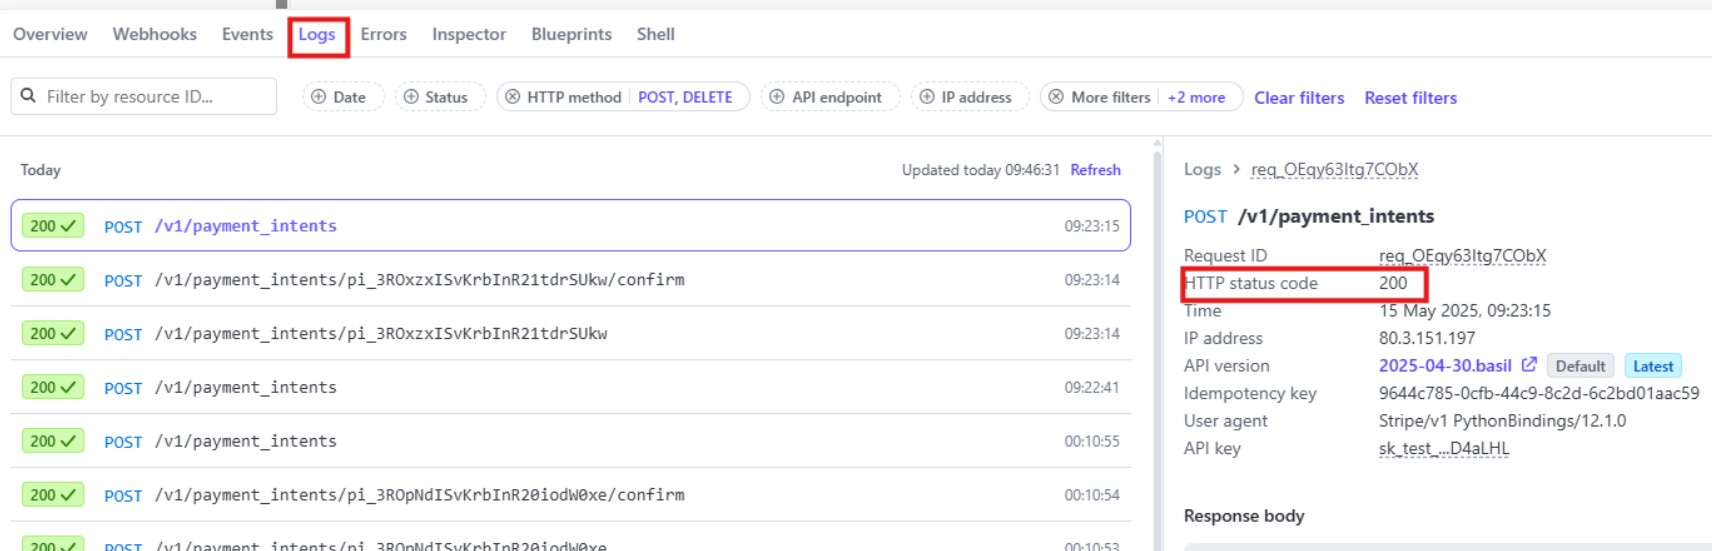 Overview Webhooks Events Logs Errors Inspector Blueprints Shell
Filter by resource ID... Date Status HTTP method POST, DELETE API endpoint IP address More filters +2 more Clear filters Reset filters
Today Updated today 09:46:31 Refresh
200 POST /v1/payment_intents 09:23:15
200 POST /v1/payment_intents/pi_3ROxzxISvKrbInR21tdrSUkw/confirm 09:23:14
200 POST /v1/payment_intents/pi_3ROxzxISvKrbInR21tdrSUkw 09:23:14
200 POST /v1/payment_intents 09:22:41
200 POST /v1/payment_intents 00:10:55
200 POST /v1/payment_intents/pi_3ROpNdISvKrbInR20iodW0xe/confirm 00:10:54
200 POST /v1/payment_intents/pi_3ROpNdISvKrbInR20iodW0xe 00:10:53
Logs > req_OEqy63Itg7CObX
POST /v1/payment_intents
Request ID req_OEqy63Itg7CObX
HTTP status code 200
Time 15 May 2025, 09:23:15
IP address 80.3.151.197
API version 2025-04-30.basil Default Latest
Idempotency key 9644c785-0cfb-44c9-8c2d-6c2bd01aac59
User agent Stripe/v1 PythonBindings/12.1.0
API key sk_test_...D4aLHL
Response body